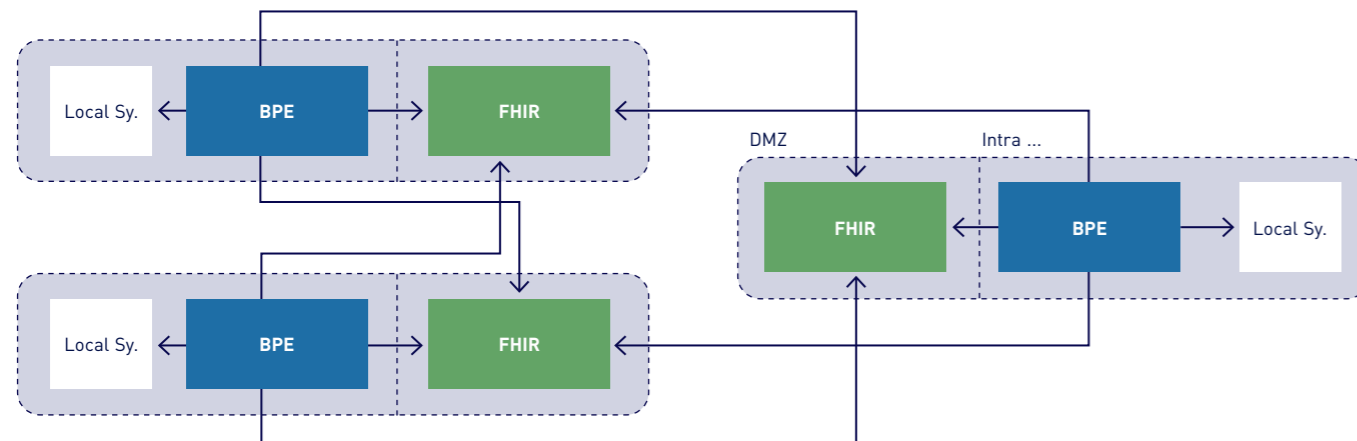 Local Sy.
BPE
FHIR
DMZ
Intra ...
FHIR
BPE
Local Sy.
Local Sy.
BPE
FHIR